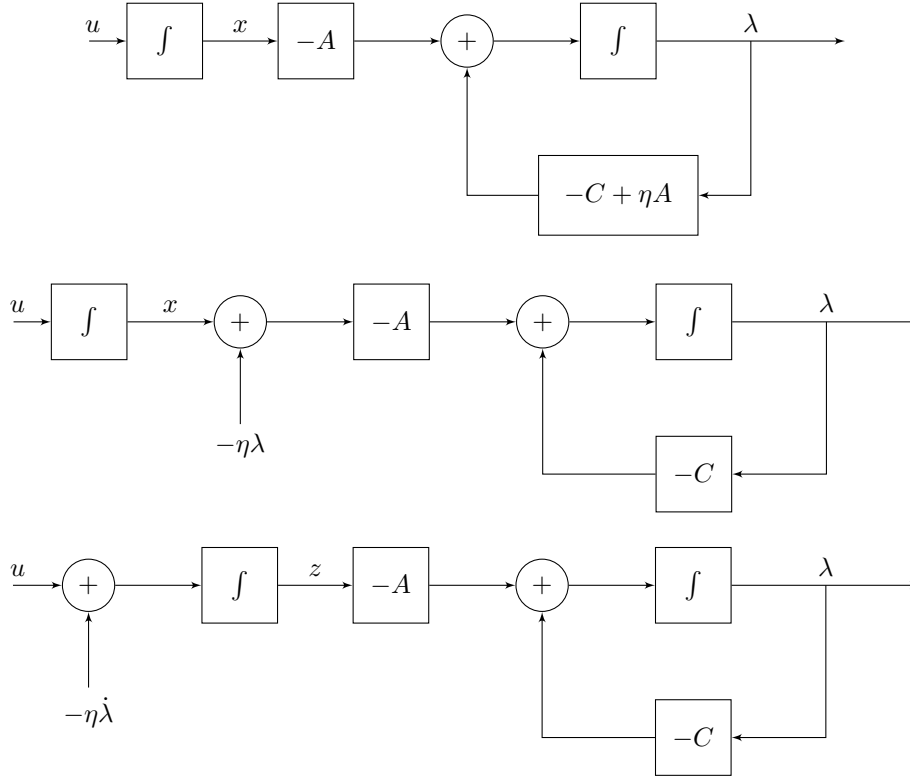 u ∫ x −A + ∫ λ
−C + ηA
u ∫ x + −A + ∫ λ
−ηλ
−C
u + ∫ z −A + ∫ λ
−ηλ̇
−C